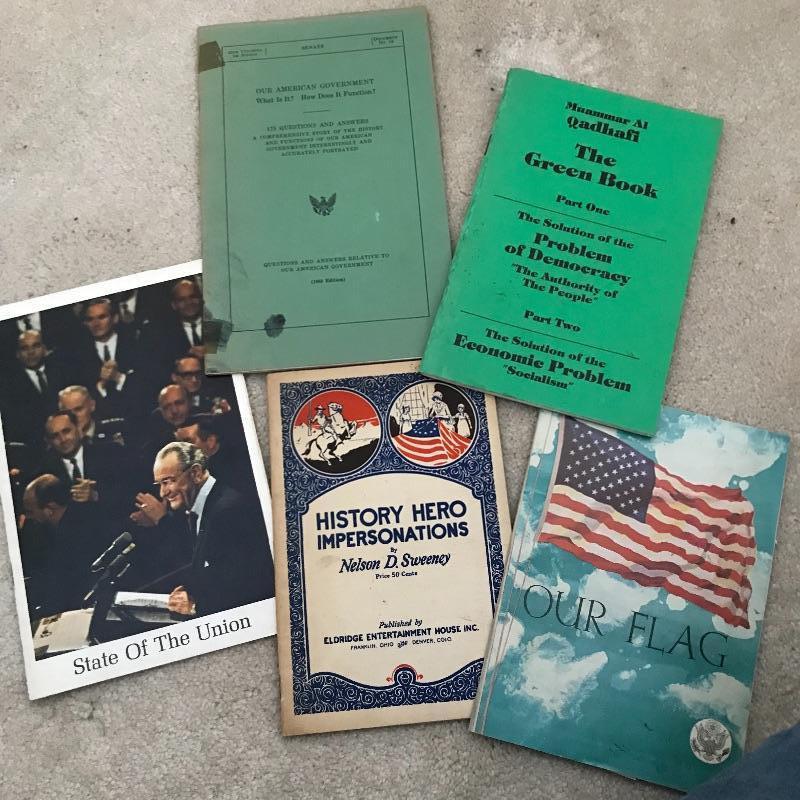 SENATE
OUR AMERICAN GOVERNMENT
What Is It? How Does It Function?
175 QUESTIONS AND ANSWERS
A COMPREHENSIVE STORY OF THE HISTORY
AND FUNCTIONS OF OUR AMERICAN
GOVERNMENT INTERESTINGLY AND
ACCURATELY PORTRAYED
QUESTIONS AND ANSWERS RELATIVE TO
OUR AMERICAN GOVERNMENT
Muammar Al
Qadhafi
The
Green Book
Part One
The Solution of the
Problem
of Democracy
"The Authority of
The People"
Part Two
The Solution of the
Economic Problem
"Socialism"
State Of The Union
HISTORY HERO
IMPERSONATIONS
By
Nelson D. Sweeney
Price 50 Cents
Published by
ELDRIDGE ENTERTAINMENT HOUSE INC.
FRANKLIN, OHIO DENVER, COLO.
OUR FLAG